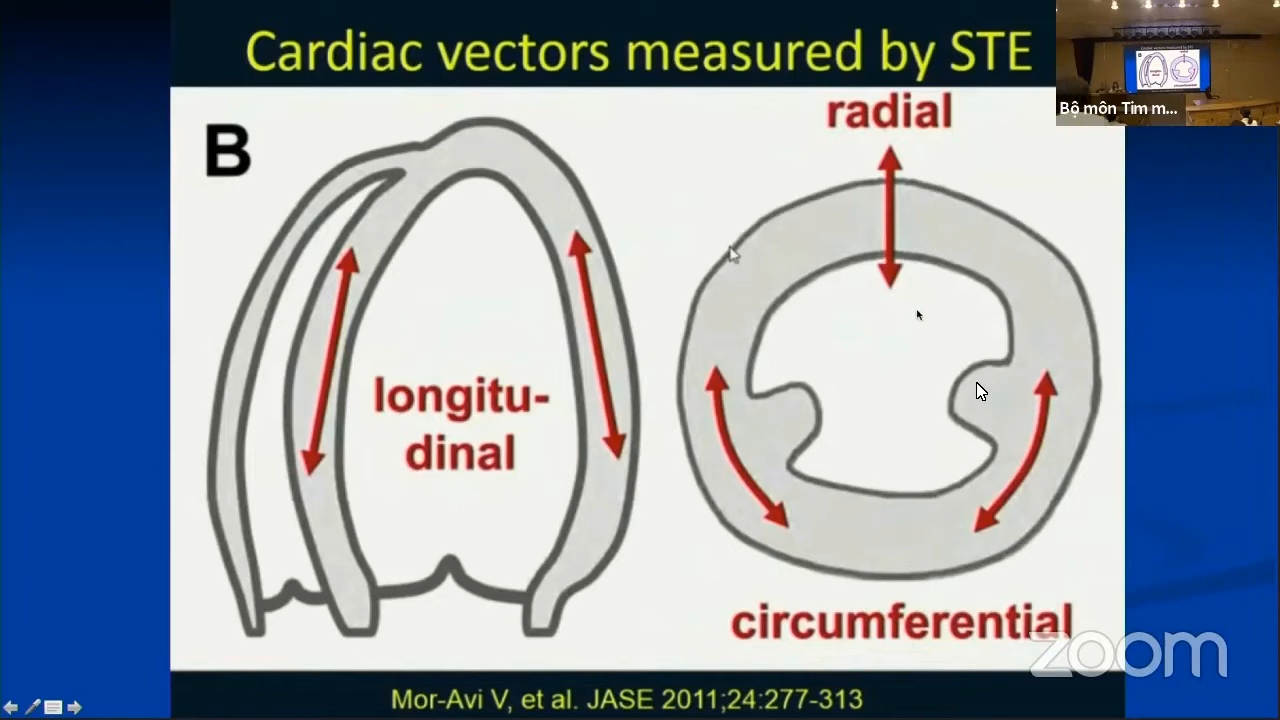 Cardiac vectors measured by STE
Bộ môn Tim m...
B
radial
longitu-
dinal
circumferential
zoom
Mor-Avi V, et al. JASE 2011;24:277-313